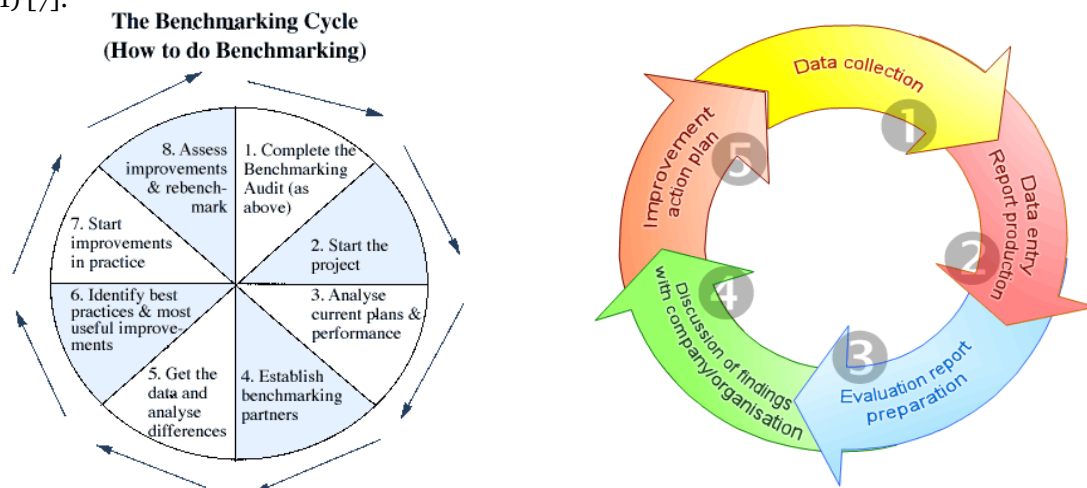 [7].
The Benchmarking Cycle
(How to do Benchmarking)
8. Assess
improvements
& rebench-
mark
1. Complete the
Benchmarking
Audit (as
above)
2. Start the
project
3. Analyse
current plans &
performance
4. Establish
benchmarking
partners
5. Get the
data and
analyse
differences
6. Identify best
practices & most
useful improve-
ments
7. Start
improvements
in practice
Data collection
1
Data entry
Report production
2
Evaluation report
preparation
3
Discussion of findings
with company/organisation
4
Improvement
action plan
5